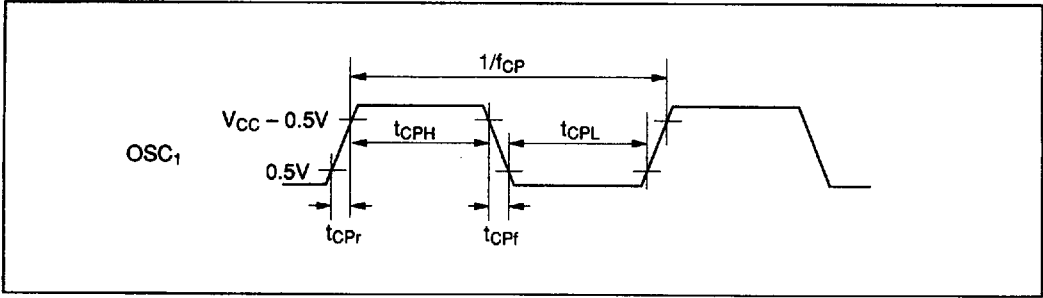 1/fCP
VCC – 0.5V
tCPH
tCPL
OSC1
0.5V
tCPr
tCPf